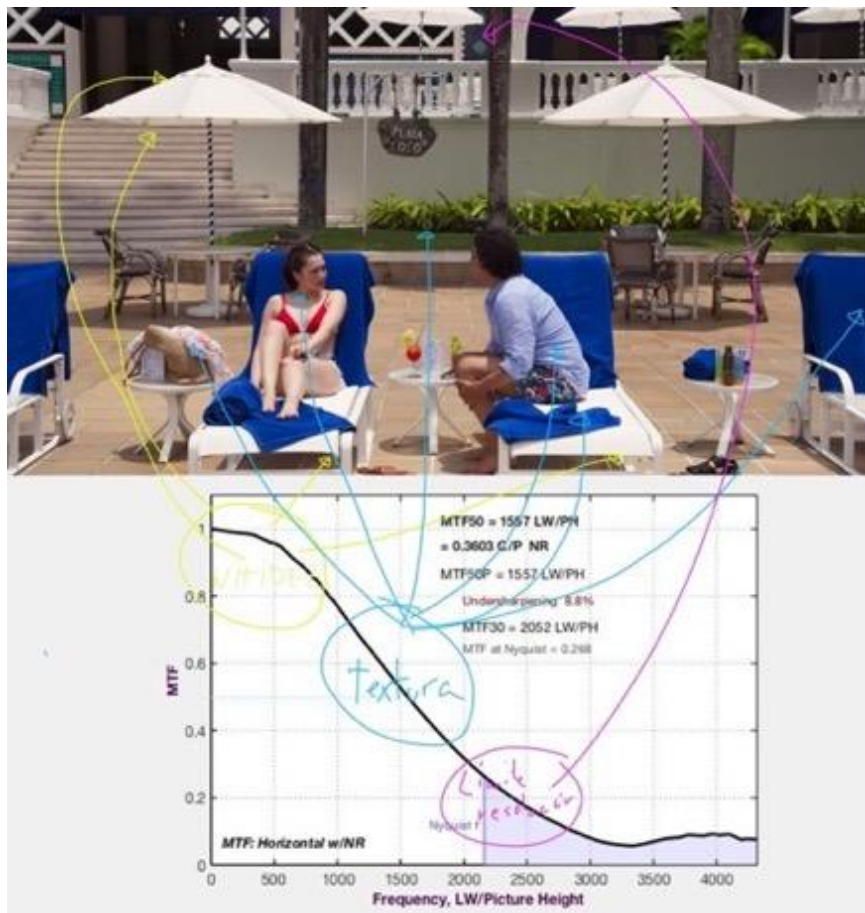 PLAYA
COCO
MTF50 = 1557 LW/PH
= 0.3603 C/P NR
MTF50P = 1557 LW/PH
Undersharpening 8.8%
MTF30 = 2052 LW/PH
MTF at Nyquist = 0.268
textura
Nyquist f
MTF: Horizontal w/NR
MTF
1
0.8
0.6
0.4
0.2
0
0 500 1000 1500 2000 2500 3000 3500 4000
Frequency, LW/Picture Height